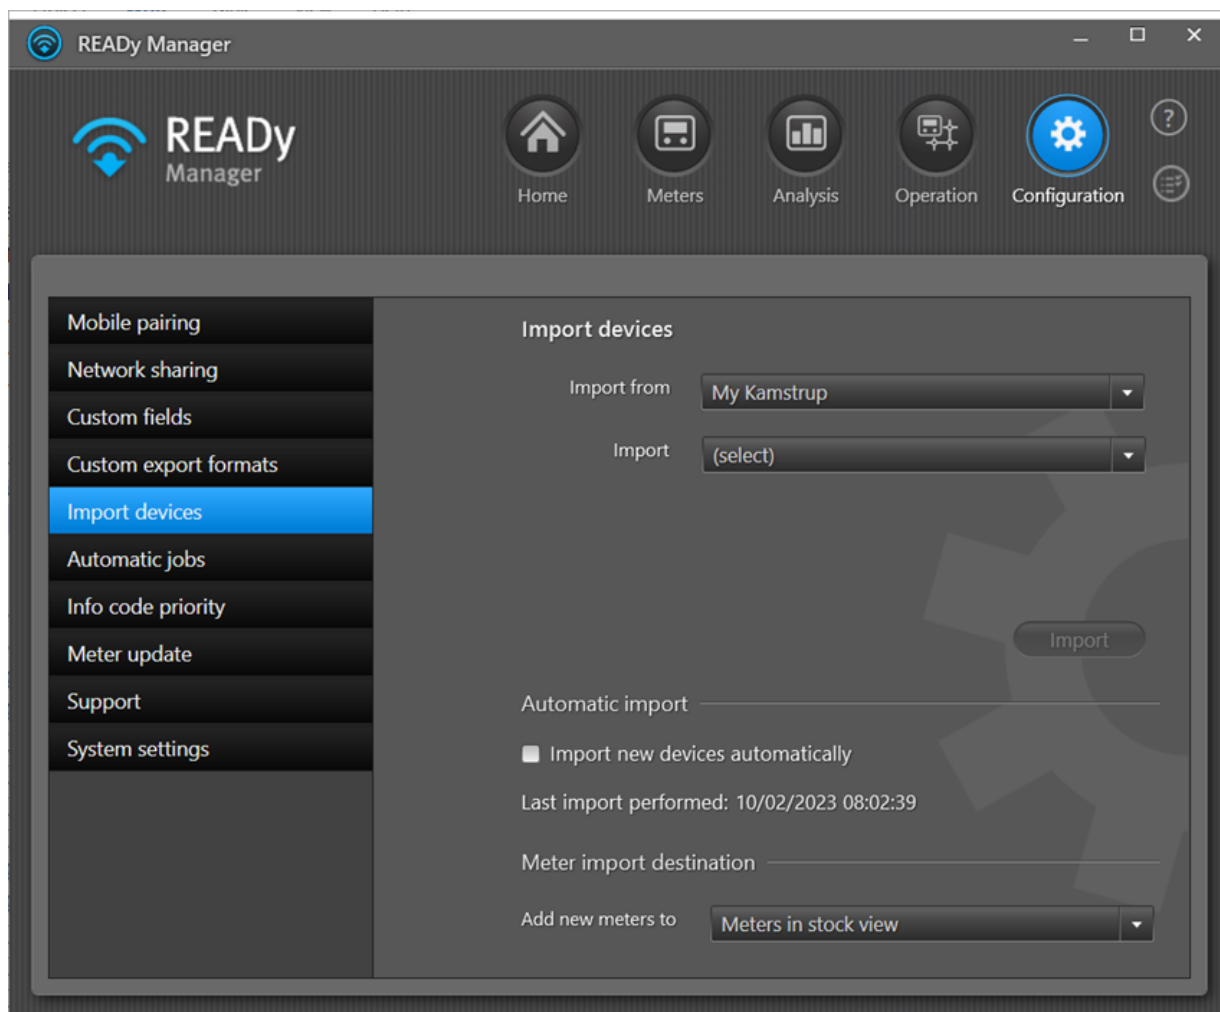 READy Manager
READy
Manager
Home
Meters
Analysis
Operation
Configuration
?
Mobile pairing
Network sharing
Custom fields
Custom export formats
Import devices
Automatic jobs
Info code priority
Meter update
Support
System settings
Import devices
Import from My Kamstrup
Import (select)
Import
Automatic import
Import new devices automatically
Last import performed: 10/02/2023 08:02:39
Meter import destination
Add new meters to Meters in stock view